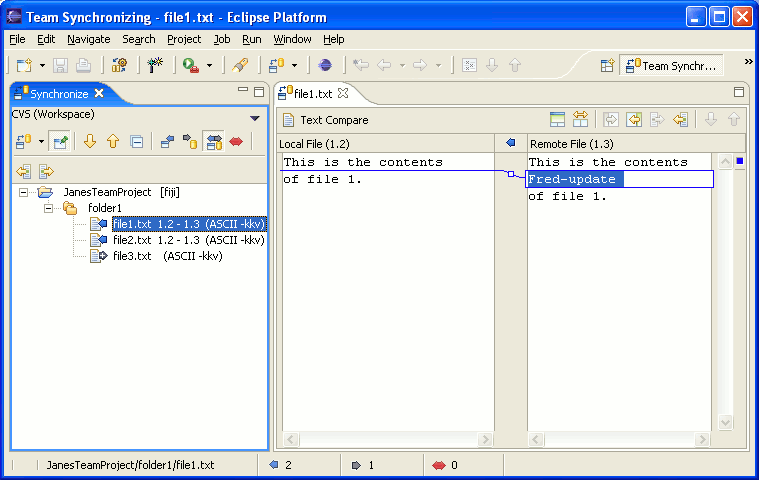 Team Synchronizing - file1.txt - Eclipse Platform
File Edit Navigate Search Project Job Run Window Help
Team Synchr... »
Synchronize
CVS (Workspace)
JanesTeamProject [fiji]
folder1
file1.txt 1.2 - 1.3 (ASCII -kkv)
file2.txt 1.2 - 1.3 (ASCII -kkv)
file3.txt (ASCII -kkv)
file1.txt
Text Compare
Local File (1.2)
This is the contents
of file 1.
Remote File (1.3)
This is the contents
Fred-update
of file 1.
JanesTeamProject/folder1/file1.txt 2 1 0